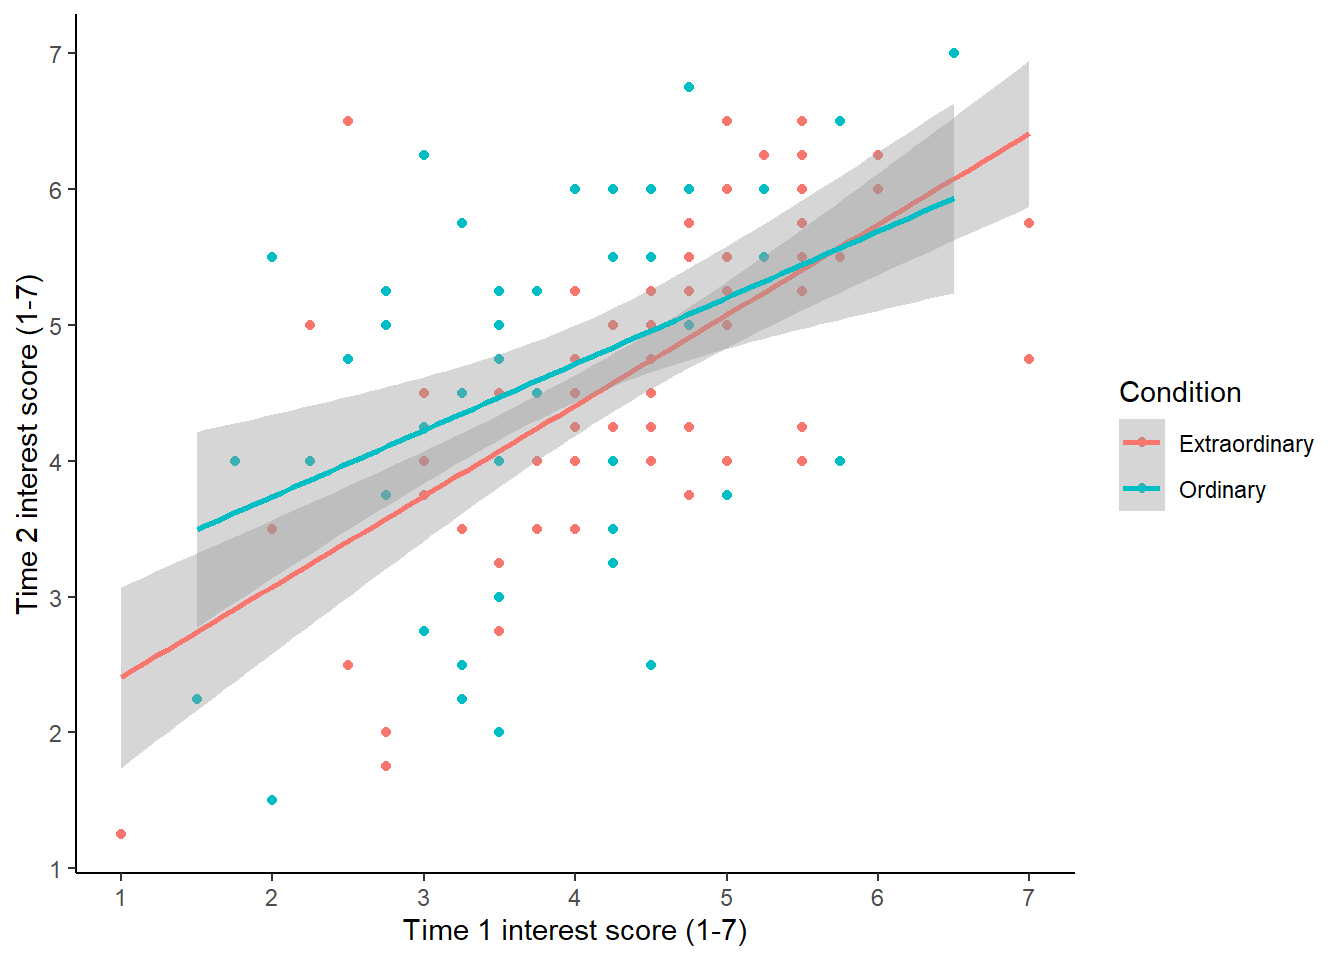 7
6
5
4
3
2
1
Time 2 interest score (1-7)
1 2 3 4 5 6 7
Time 1 interest score (1-7)
Condition
Extraordinary
Ordinary